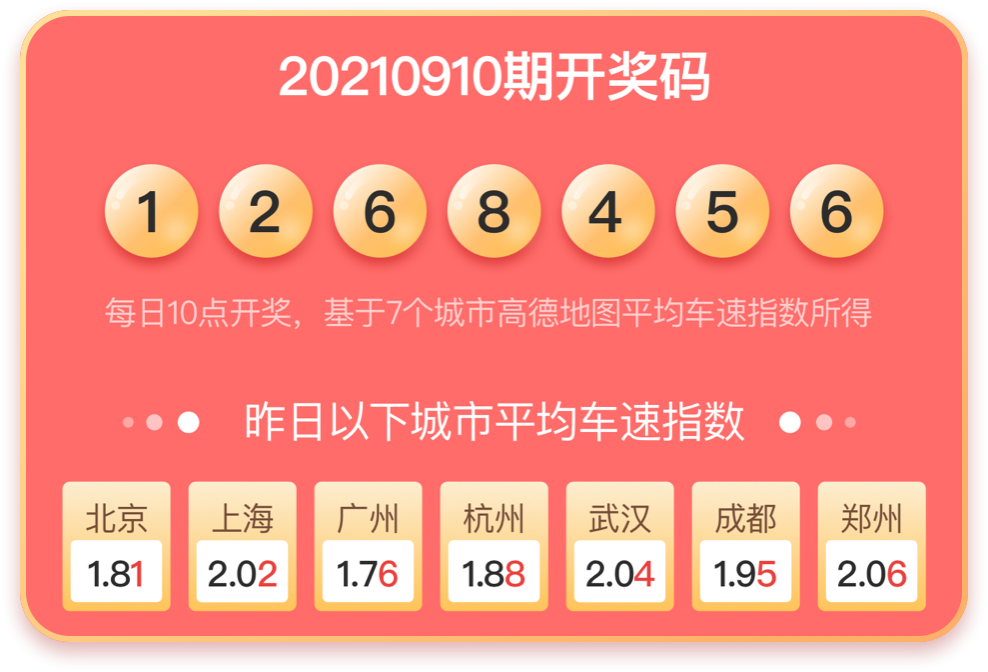 20210910期开奖码
1 2 6 8 4 5 6
每日10点开奖，基于7个城市高德地图平均车速指数所得
昨日以下城市平均车速指数
北京 上海 广州 杭州 武汉 成都 郑州
1.81 2.02 1.76 1.88 2.04 1.95 2.06